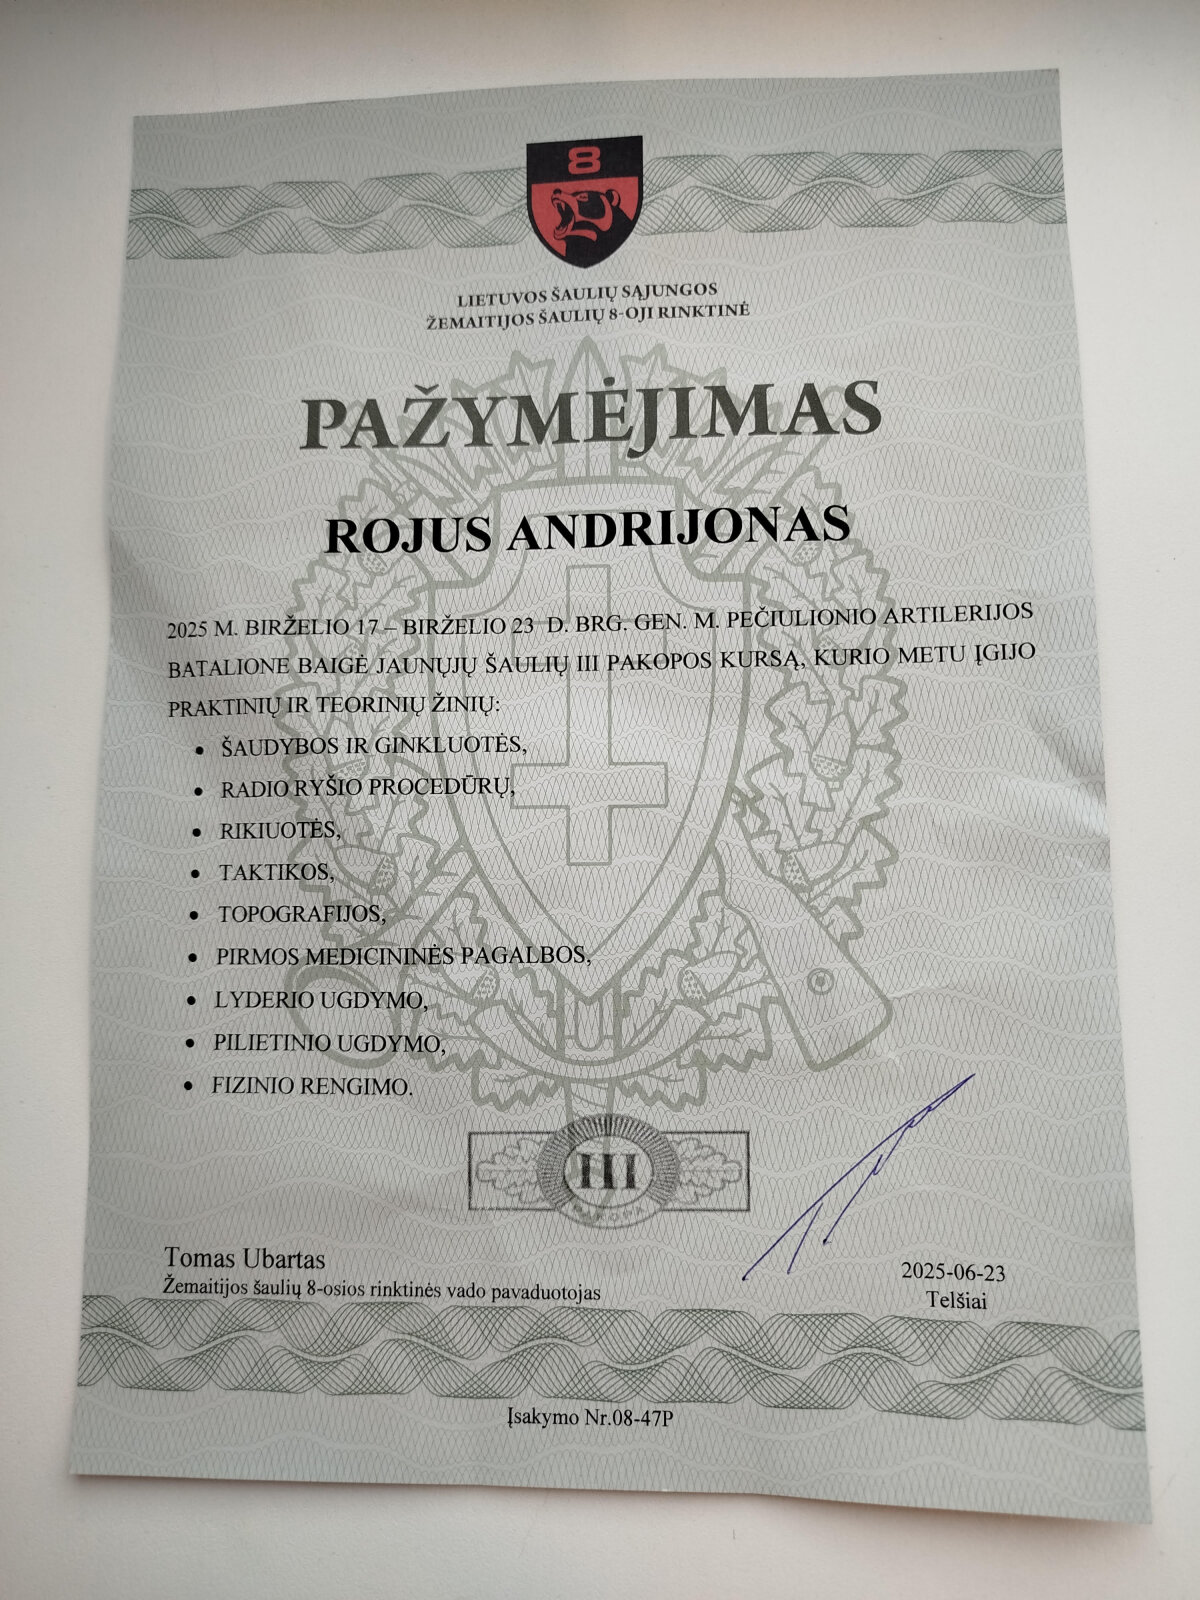 8
LIETUVOS ŠAULIŲ SĄJUNGOS
ŽEMAITIJOS ŠAULIŲ 8-OJI RINKTINĖ
PAŽYMĖJIMAS
ROJUS ANDRIJONAS
2025 M. BIRŽELIO 17 – BIRŽELIO 23 D. BRG. GEN. M. PEČIULIONIO ARTILERIJOS
BATALIONE BAIGĖ JAUNŲJŲ ŠAULIŲ III PAKOPOS KURSĄ, KURIO METU ĮGIJO
PRAKTINIŲ IR TEORINIŲ ŽINIŲ:
• ŠAUDYBOS IR GINKLUOTĖS,
• RADIO RYŠIO PROCEDŪRŲ,
• RIKIUOTĖS,
• TAKTIKOS,
• TOPOGRAFIJOS,
• PIRMOS MEDICININĖS PAGALBOS,
• LYDERIO UGDYMO,
• PILIETINIO UGDYMO,
• FIZINIO RENGIMO.
III
PAKOPA
Tomas Ubartas
Žemaitijos šaulių 8-osios rinktinės vado pavaduotojas
2025-06-23
Telšiai
Įsakymo Nr.08-47P